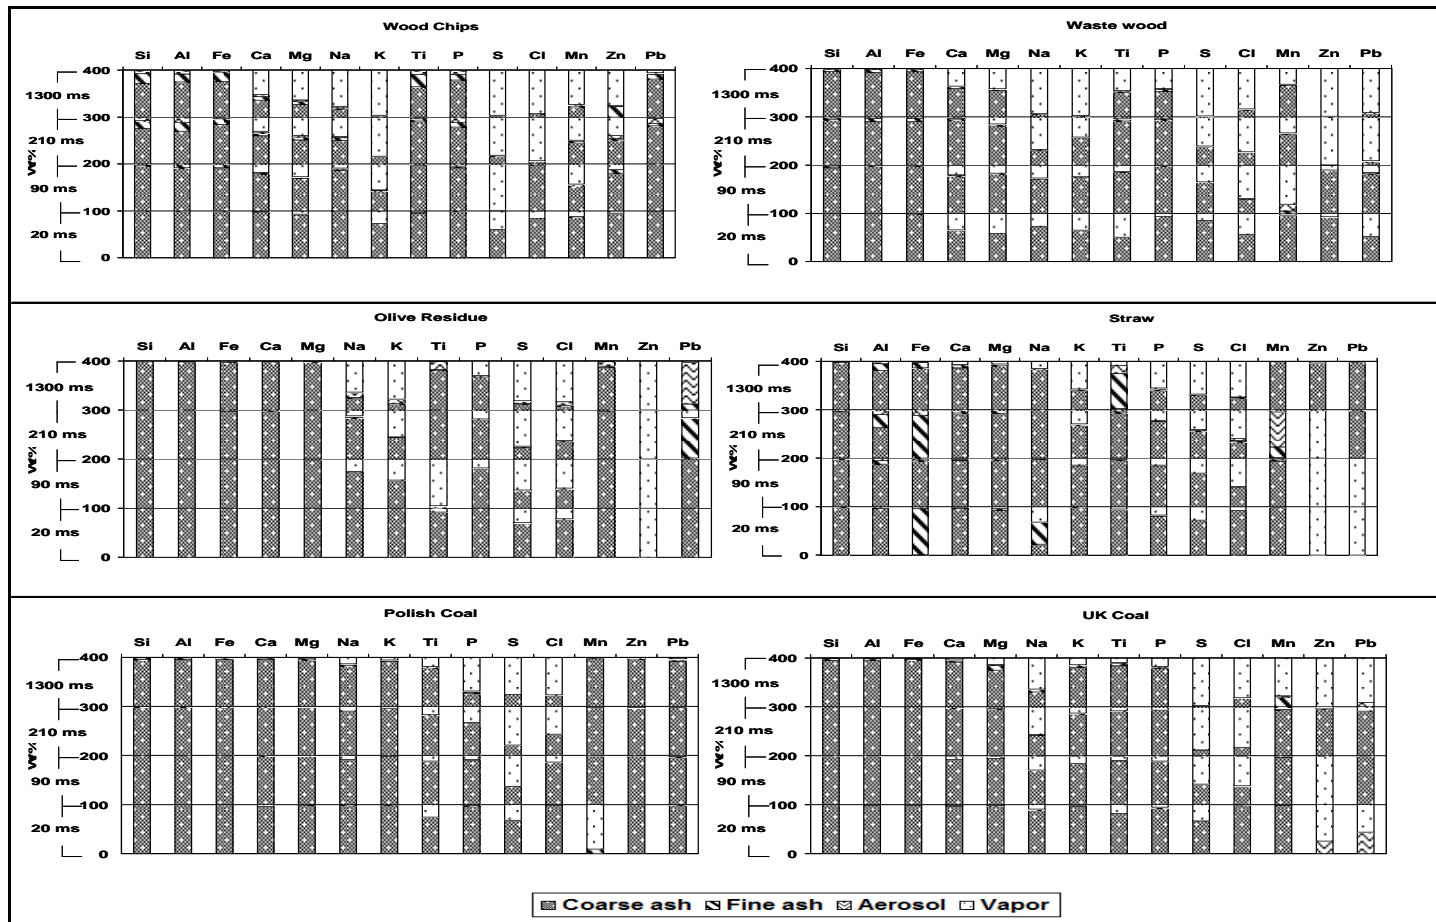 Wood Chips
Si Al Fe Ca Mg Na K Ti P S Cl Mn Zn Pb
400
1300 ms
300
210 ms
W%
200
90 ms
100
20 ms
0
Waste wood
Si Al Fe Ca Mg Na K Ti P S Cl Mn Zn Pb
400
1300 ms
300
210 ms
W%
200
90 ms
100
20 ms
0
Olive Residue
Si Al Fe Ca Mg Na K Ti P S Cl Mn Zn Pb
400
1300 ms
300
210 ms
W%
200
90 ms
100
20 ms
0
Straw
Si Al Fe Ca Mg Na K Ti P S Cl Mn Zn Pb
400
1300 ms
300
210 ms
W%
200
90 ms
100
20 ms
0
Polish Coal
Si Al Fe Ca Mg Na K Ti P S Cl Mn Zn Pb
400
1300 ms
300
210 ms
W%
200
90 ms
100
20 ms
0
UK Coal
Si Al Fe Ca Mg Na K Ti P S Cl Mn Zn Pb
400
1300 ms
300
210 ms
W%
200
90 ms
100
20 ms
0
Coarse ash Fine ash Aerosol Vapor